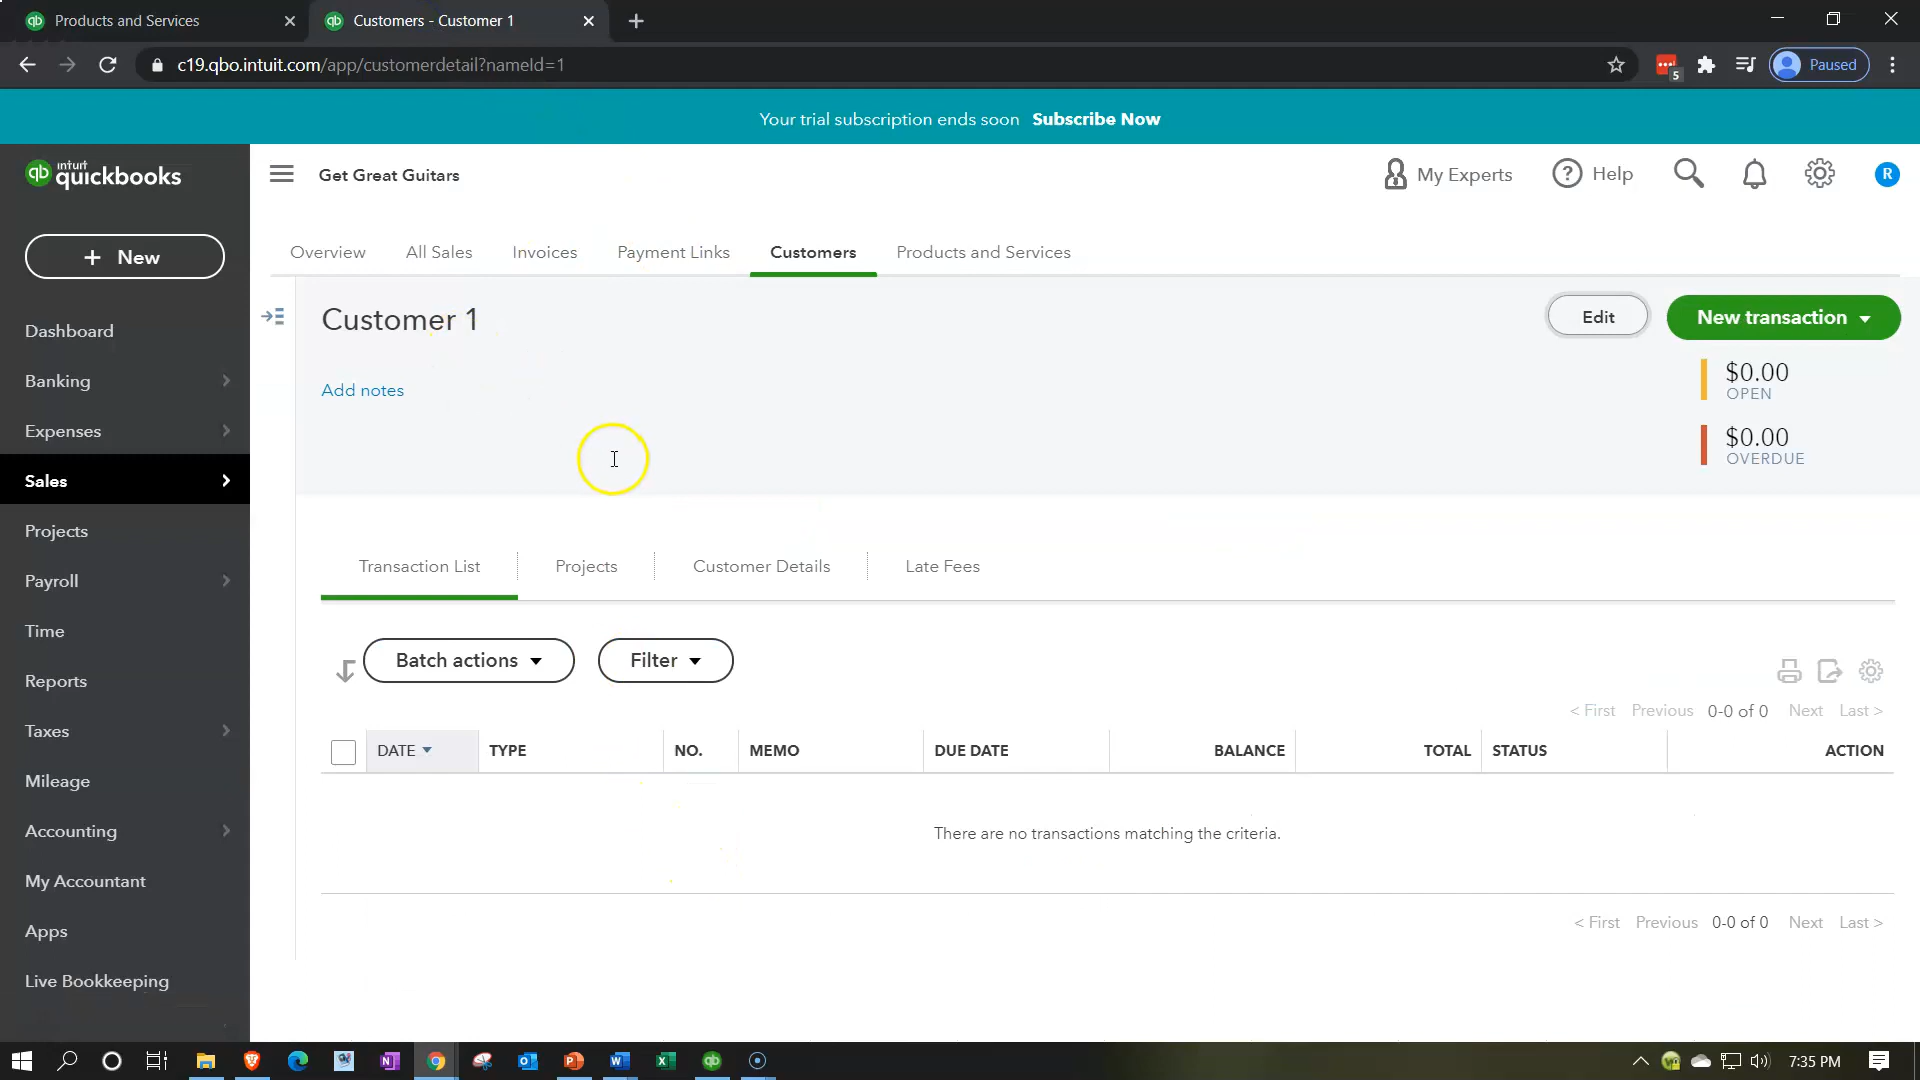 Products and Services
Customers - Customer 1
c19.qbo.intuit.com/app/customerdetail?nameId=1
5
Paused
Your trial subscription ends soon Subscribe Now
qb intuit quickbooks
Get Great Guitars
My Experts
Help
R
+ New
Overview
All Sales
Invoices
Payment Links
Customers
Products and Services
Customer 1
Edit
New transaction
Add notes
$0.00
OPEN
$0.00
OVERDUE
Dashboard
Banking
Expenses
Sales
Projects
Payroll
Time
Reports
Taxes
Mileage
Accounting
My Accountant
Apps
Live Bookkeeping
Transaction List
Projects
Customer Details
Late Fees
Batch actions
Filter
< First Previous 0-0 of 0 Next Last >
DATE TYPE NO. MEMO DUE DATE BALANCE TOTAL STATUS ACTION
There are no transactions matching the criteria.
< First Previous 0-0 of 0 Next Last >
7:35 PM